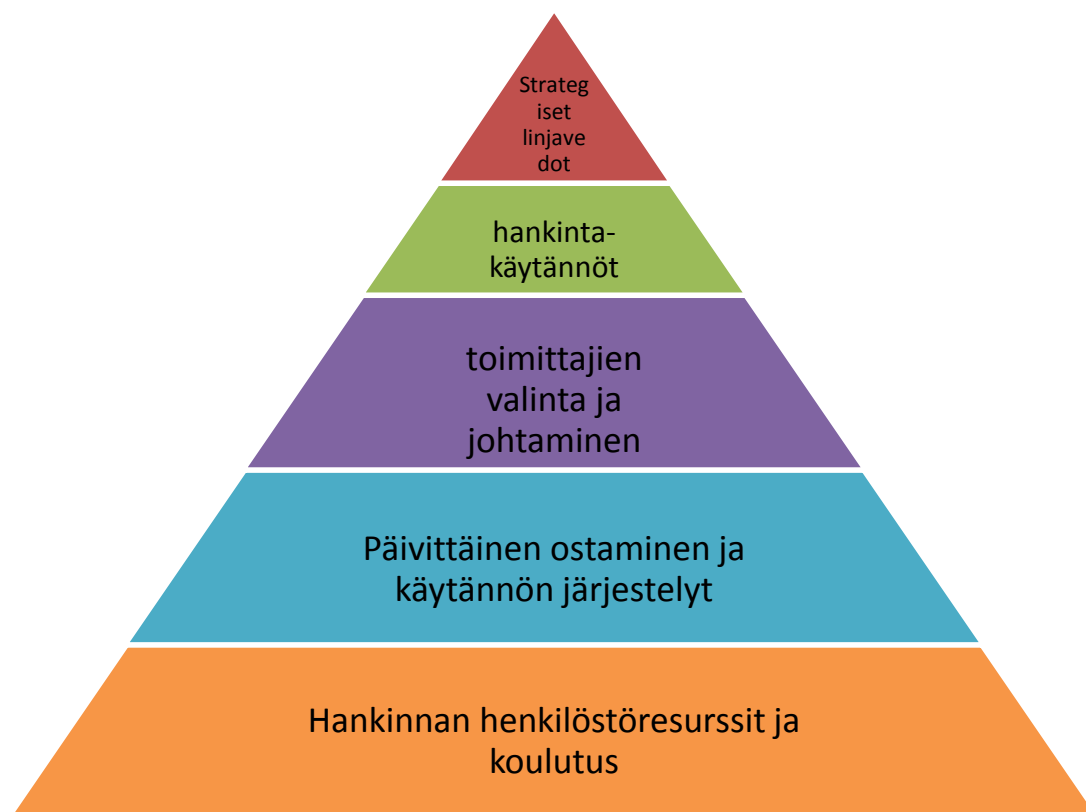 Strateg
iset
linjave
dot
hankinta-
käytännöt
toimittajien
valinta ja
johtaminen
Päivittäinen ostaminen ja
käytännön järjestelyt
Hankinnan henkilöstöresurssit ja
koulutus